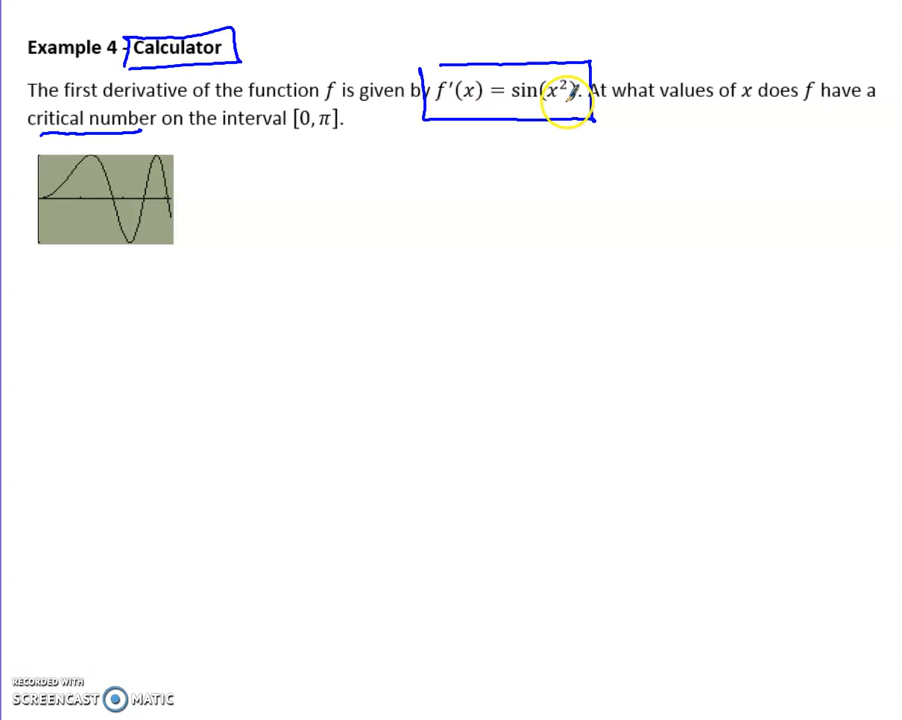 Example 4 - Calculator
The first derivative of the function f is given by f'(x) = sin(x²). At what values of x does f have a
critical number on the interval [0, π].
RECORDED WITH
SCREENCAST MATIC